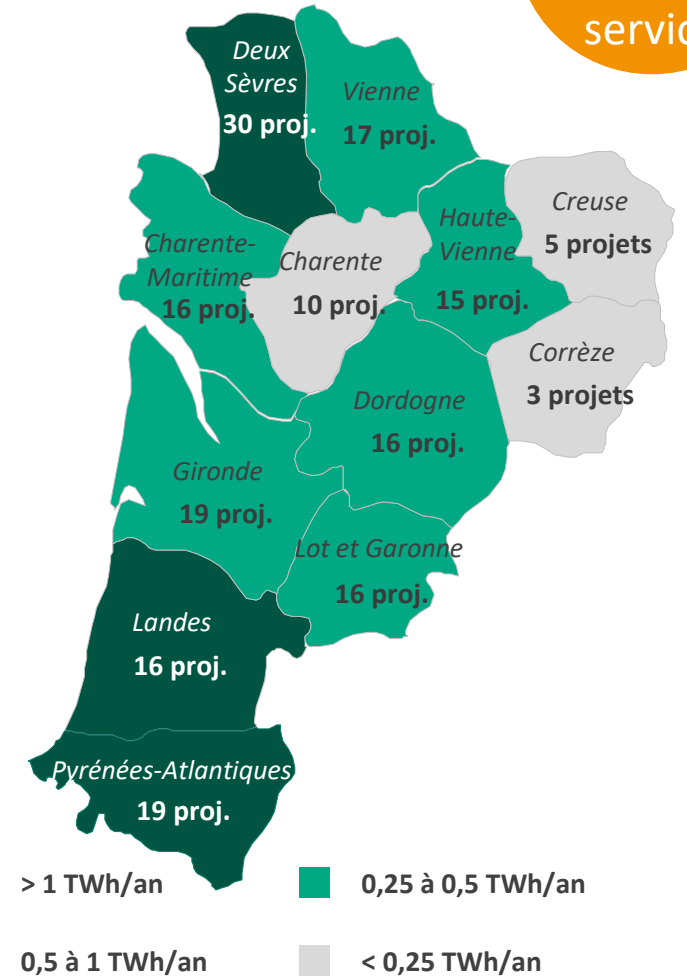 servic
Deux
Sèvres
30 proj.
Vienne
17 proj.
Creuse
5 projets
Haute-
Vienne
15 proj.
Charente-
Maritime
16 proj.
Charente
10 proj.
Corrèze
3 projets
Dordogne
16 proj.
Gironde
19 proj.
Lot et Garonne
16 proj.
Landes
16 proj.
Pyrénées-Atlantiques
19 proj.
> 1 TWh/an
0,25 à 0,5 TWh/an
0,5 à 1 TWh/an
< 0,25 TWh/an